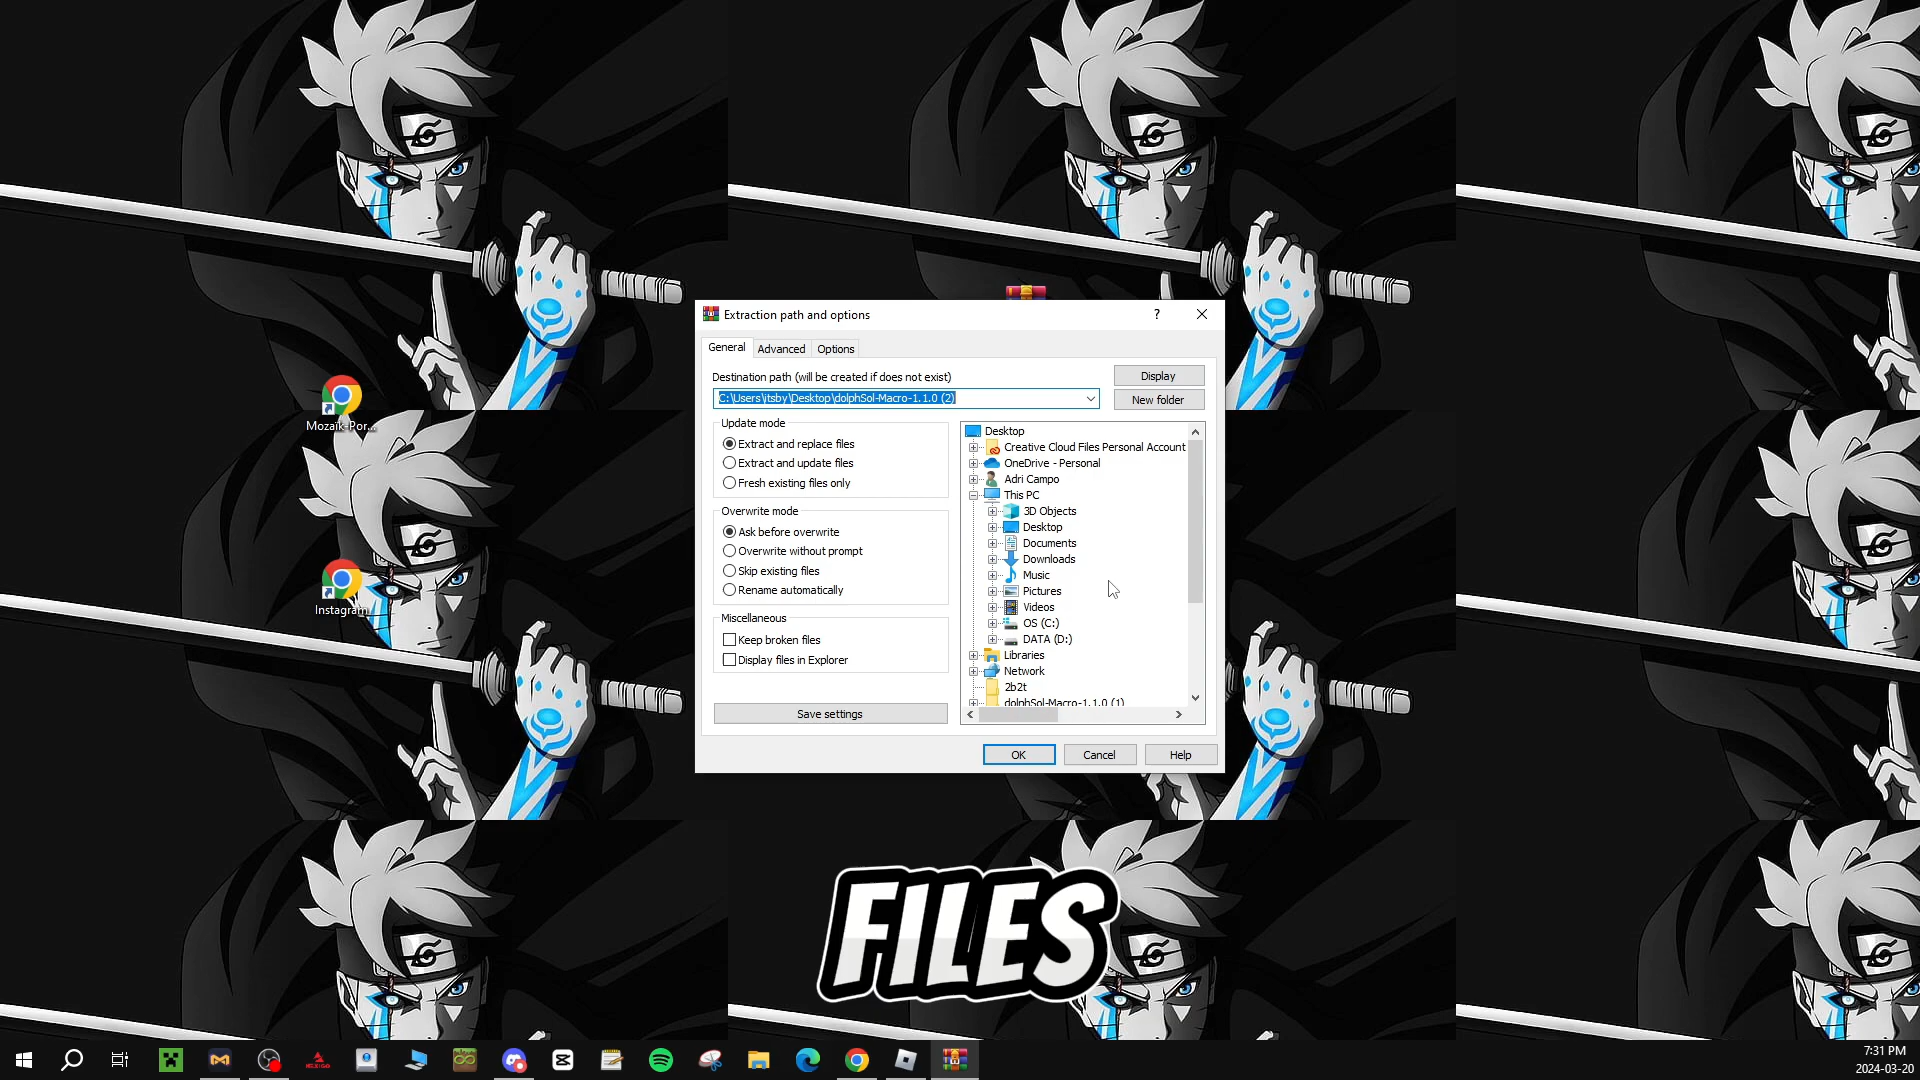 Extraction path and options
?
General
Advanced
Options
Destination path (will be created if does not exist)
Display
C:\Users\itsby\Desktop\dolphSol-Macro-1.1.0 (2)
New folder
Update mode
Extract and replace files
Extract and update files
Fresh existing files only
Overwrite mode
Ask before overwrite
Overwrite without prompt
Skip existing files
Rename automatically
Miscellaneous
Keep broken files
Display files in Explorer
Save settings
Desktop
Creative Cloud Files Personal Account
OneDrive - Personal
Adri Campo
This PC
3D Objects
Desktop
Documents
Downloads
Music
Pictures
Videos
OS (C:)
DATA (D:)
Libraries
Network
2b2t
dolphSol-Macro-1.1.0 (1)
OK
Cancel
Help
Mozaïk-Por...
Instagram
FILES
7:31 PM
2024-03-20